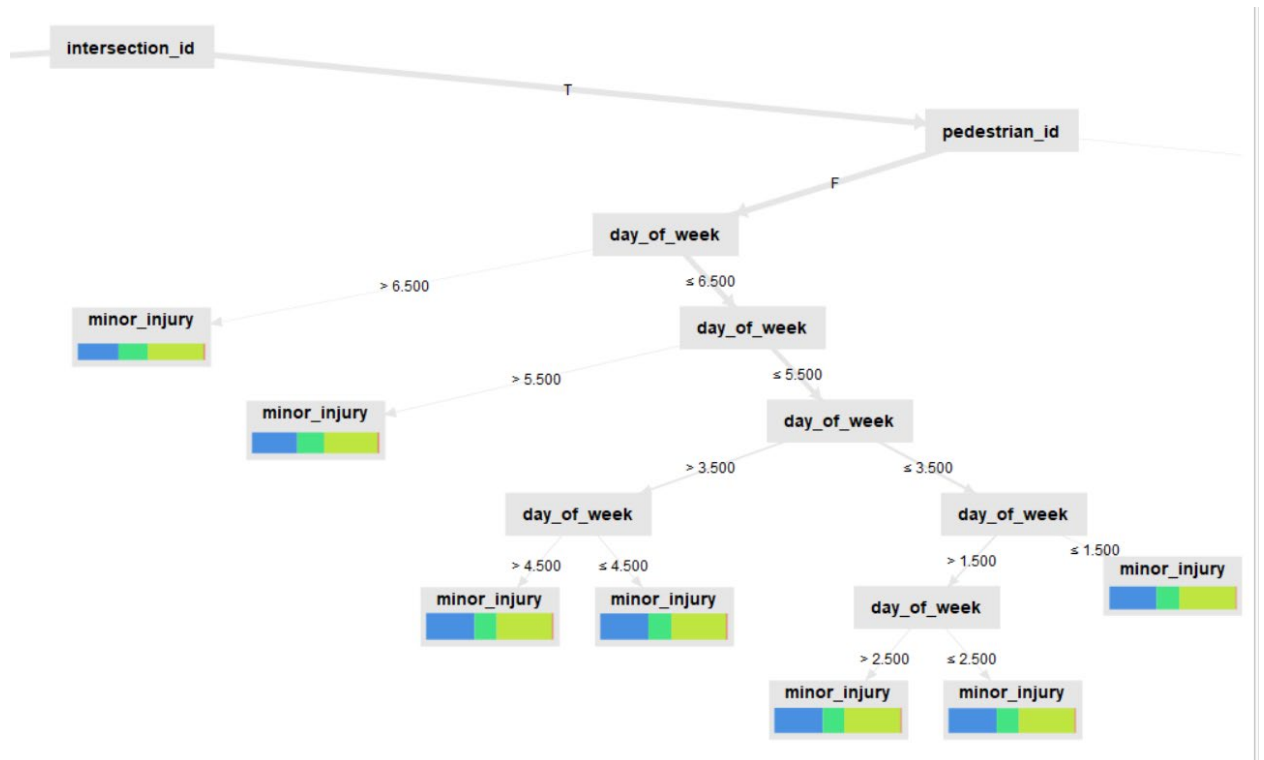 intersection_id
T
pedestrian_id
F
day_of_week
> 6.500
≤ 6.500
minor_injury
day_of_week
> 5.500
≤ 5.500
minor_injury
day_of_week
> 3.500
≤ 3.500
day_of_week
day_of_week
> 4.500
≤ 4.500
> 1.500
≤ 1.500
minor_injury
minor_injury
minor_injury
day_of_week
> 2.500
≤ 2.500
minor_injury
minor_injury